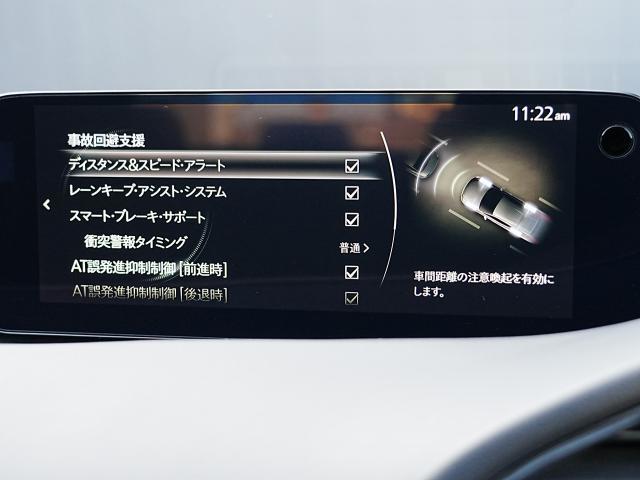 11:22am
事故回避支援
ディスタンス&スピード・アラート
レーンキープ・アシスト・システム
スマート・ブレーキ・サポート
衝突警報タイミング 普通
AT誤発進抑制制御 [前進時]
AT誤発進抑制制御 [後退時]
車間距離の注意喚起を有効に
します。